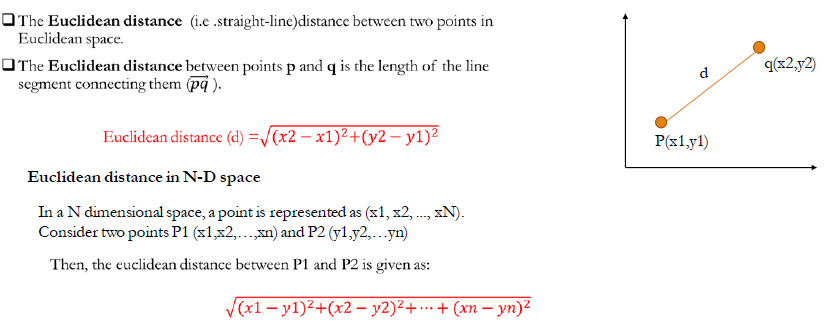 ❑The Euclidean distance (i.e .straight-line)distance between two points in
Euclidean space.
❑The Euclidean distance between points p and q is the length of the line
segment connecting them (p͞q⃗ ).
Euclidean distance (d) =√(x2 − x1)²+(y2 − y1)²
Euclidean distance in N-D space
In a N dimensional space, a point is represented as (x1, x2, ..., xN).
Consider two points P1 (x1,x2,…,xn) and P2 (y1,y2,…yn)
Then, the euclidean distance between P1 and P2 is given as:
√(x1 − y1)²+(x2 − y2)²+⋯ + (xn − yn)²
d
q(x2,y2)
P(x1,y1)